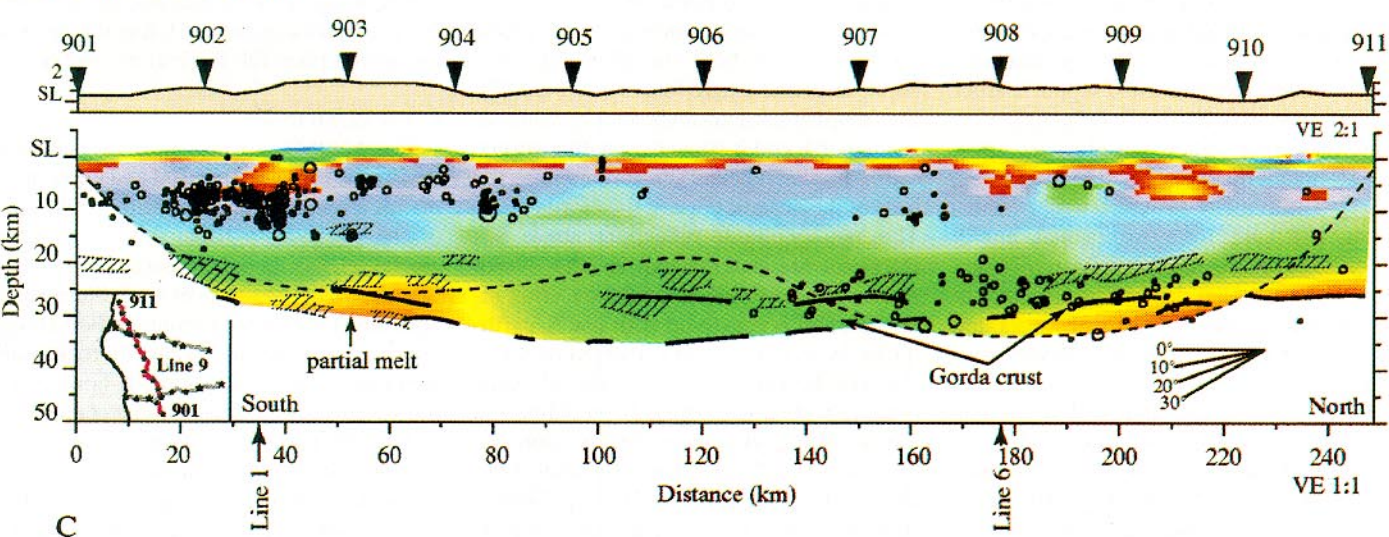 901 902 903 904 905 906 907 908 909 910 911
2
SL
VE 2:1
SL
10
20
30
40
50
Depth (km)
9
911
Line 9
901
partial melt
Gorda crust
0°
10°
20°
30°
South
North
0 20 40 60 80 100 120 140 160 180 200 220 240
Line 1
Line 6
Distance (km)
VE 1:1
C